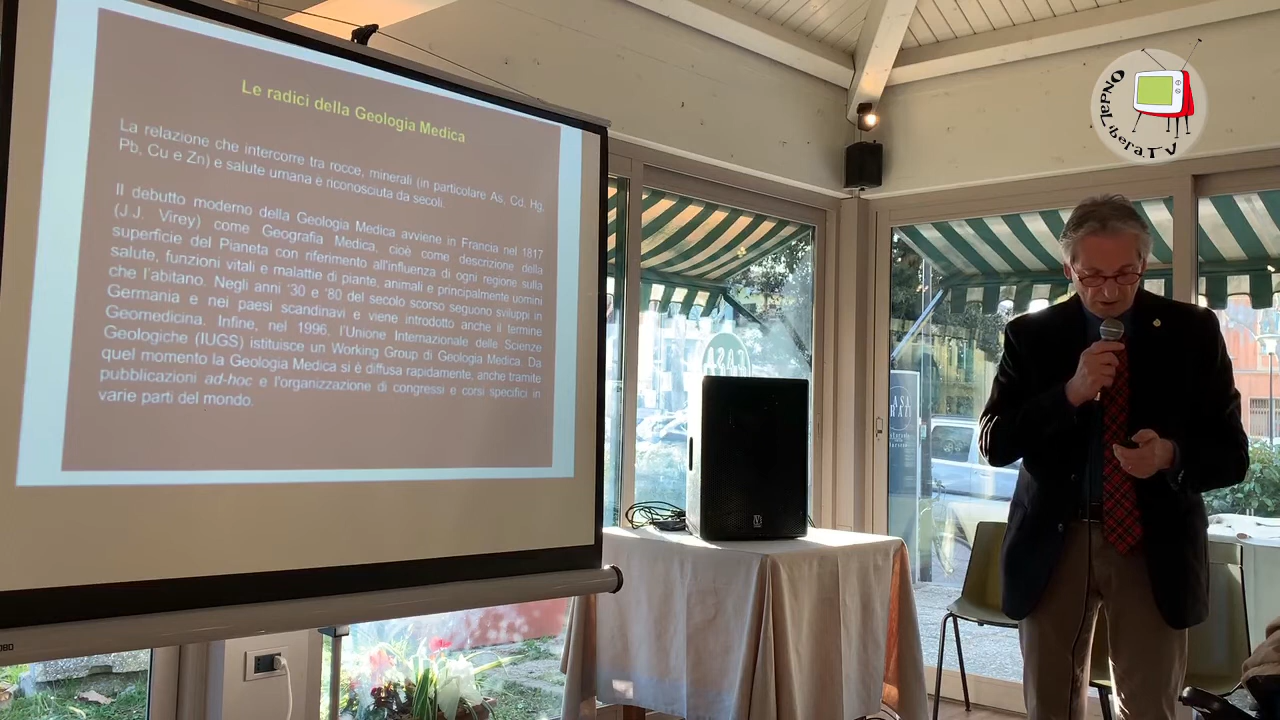 Le radici della Geologia Medica
La relazione che intercorre tra rocce, minerali (in particolare As, Cd, Hg,
Pb, Cu e Zn) e salute umana è riconosciuta da secoli.
Il debutto moderno della Geologia Medica avviene in Francia nel 1817
(J.J. Virey) come Geografia Medica, cioè come descrizione della
superficie del Pianeta con riferimento all'influenza di ogni regione sulla
salute, funzioni vitali e malattie di piante, animali e principalmente uomini
che l'abitano. Negli anni '30 e '80 del secolo scorso seguono sviluppi in
Germania e nei paesi scandinavi e viene introdotto anche il termine
Geomedicina. Infine, nel 1996, l'Unione Internazionale delle Scienze
Geologiche (IUGS) istituisce un Working Group di Geologia Medica. Da
quel momento la Geologia Medica si è diffusa rapidamente, anche tramite
pubblicazioni ad-hoc e l'organizzazione di congressi e corsi specifici in
varie parti del mondo.
OndaLibera.TV
CASA